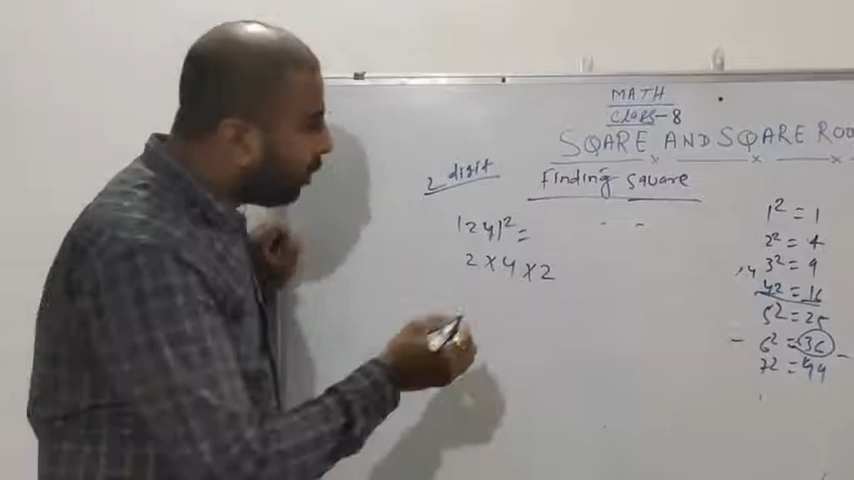 MATH
Class-8
SQARE AND SQARE ROO
Finding square
2 digit
(24)² =
2 × 4 × 2
1² = 1
2² = 4
3² = 9
4² = 16
5² = 25
6² = 36
7² = 49